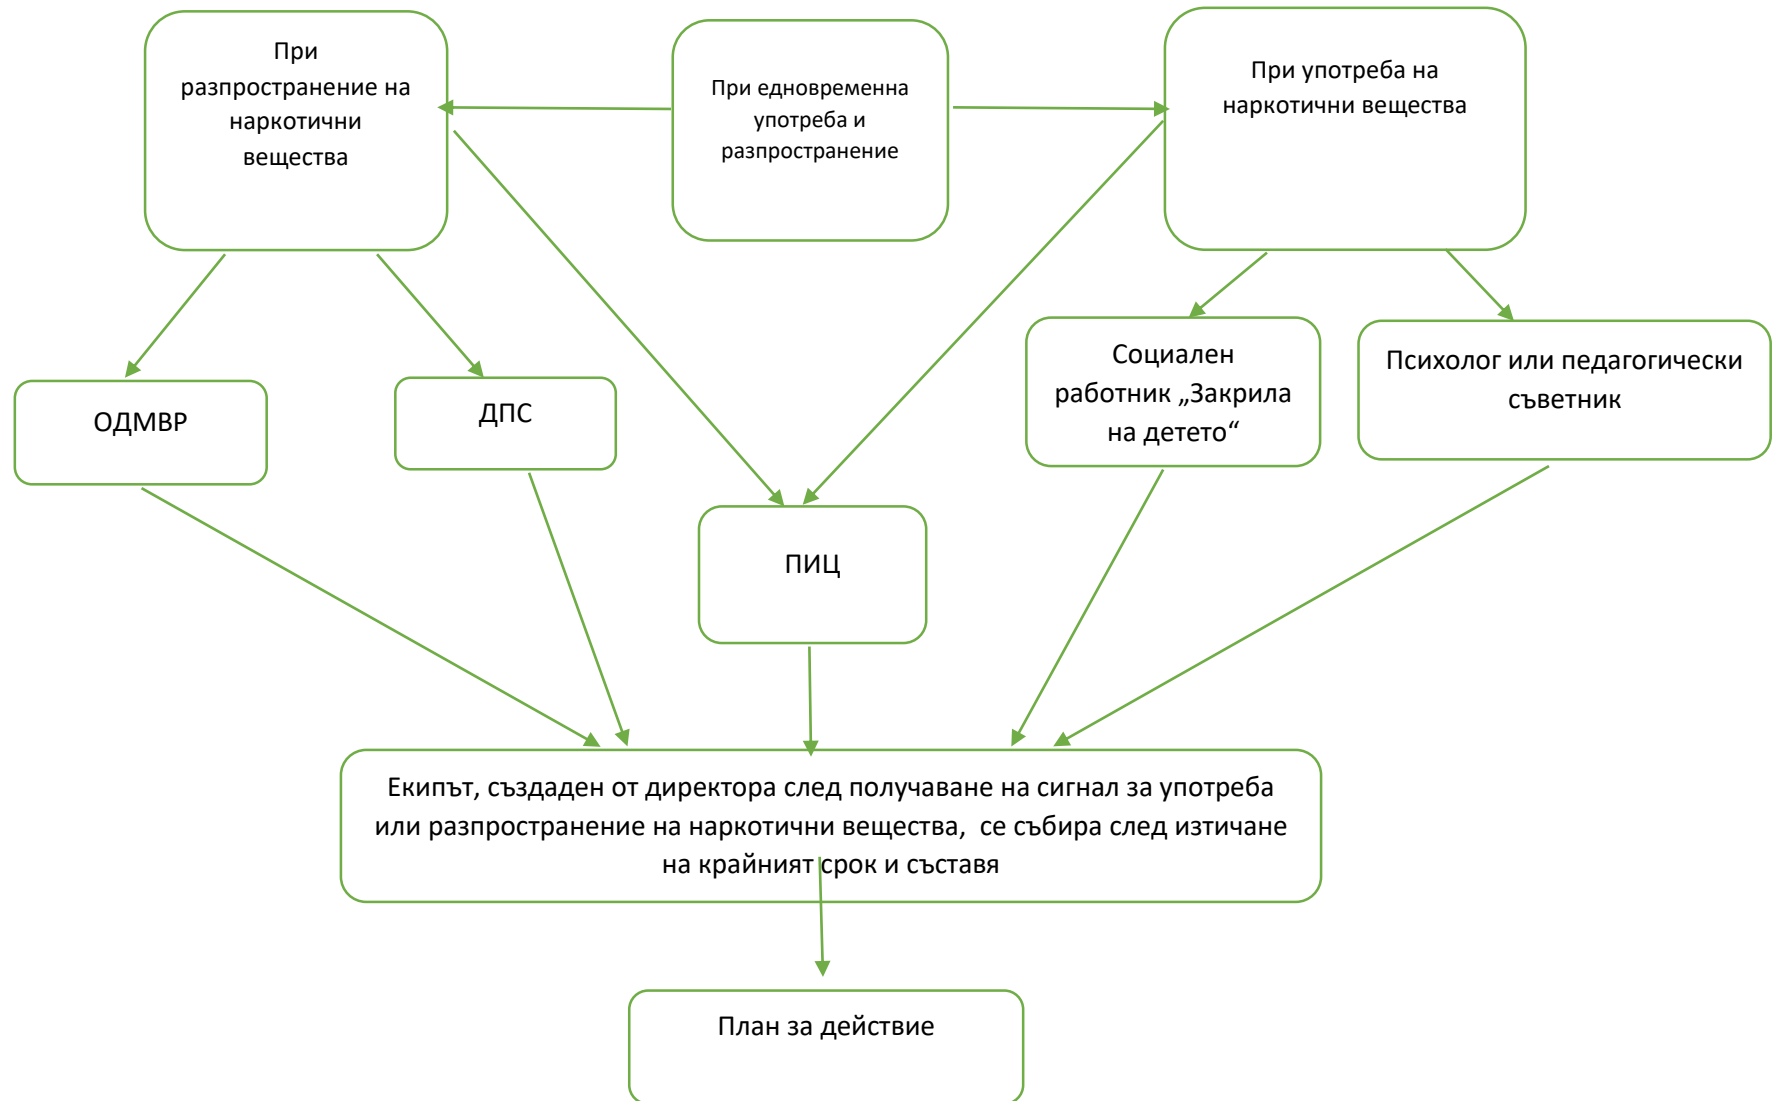 При
разпространение на
наркотични
вещества
При едновременна
употреба и
разпространение
При употреба на
наркотични вещества
ОДМВР
ДПС
Социален
работник „Закрила
на детето“
Психолог или педагогически
съветник
ПИЦ
Екипът, създаден от директора след получаване на сигнал за употреба
или разпространение на наркотични вещества, се събира след изтичане
на крайният срок и съставя
План за действие